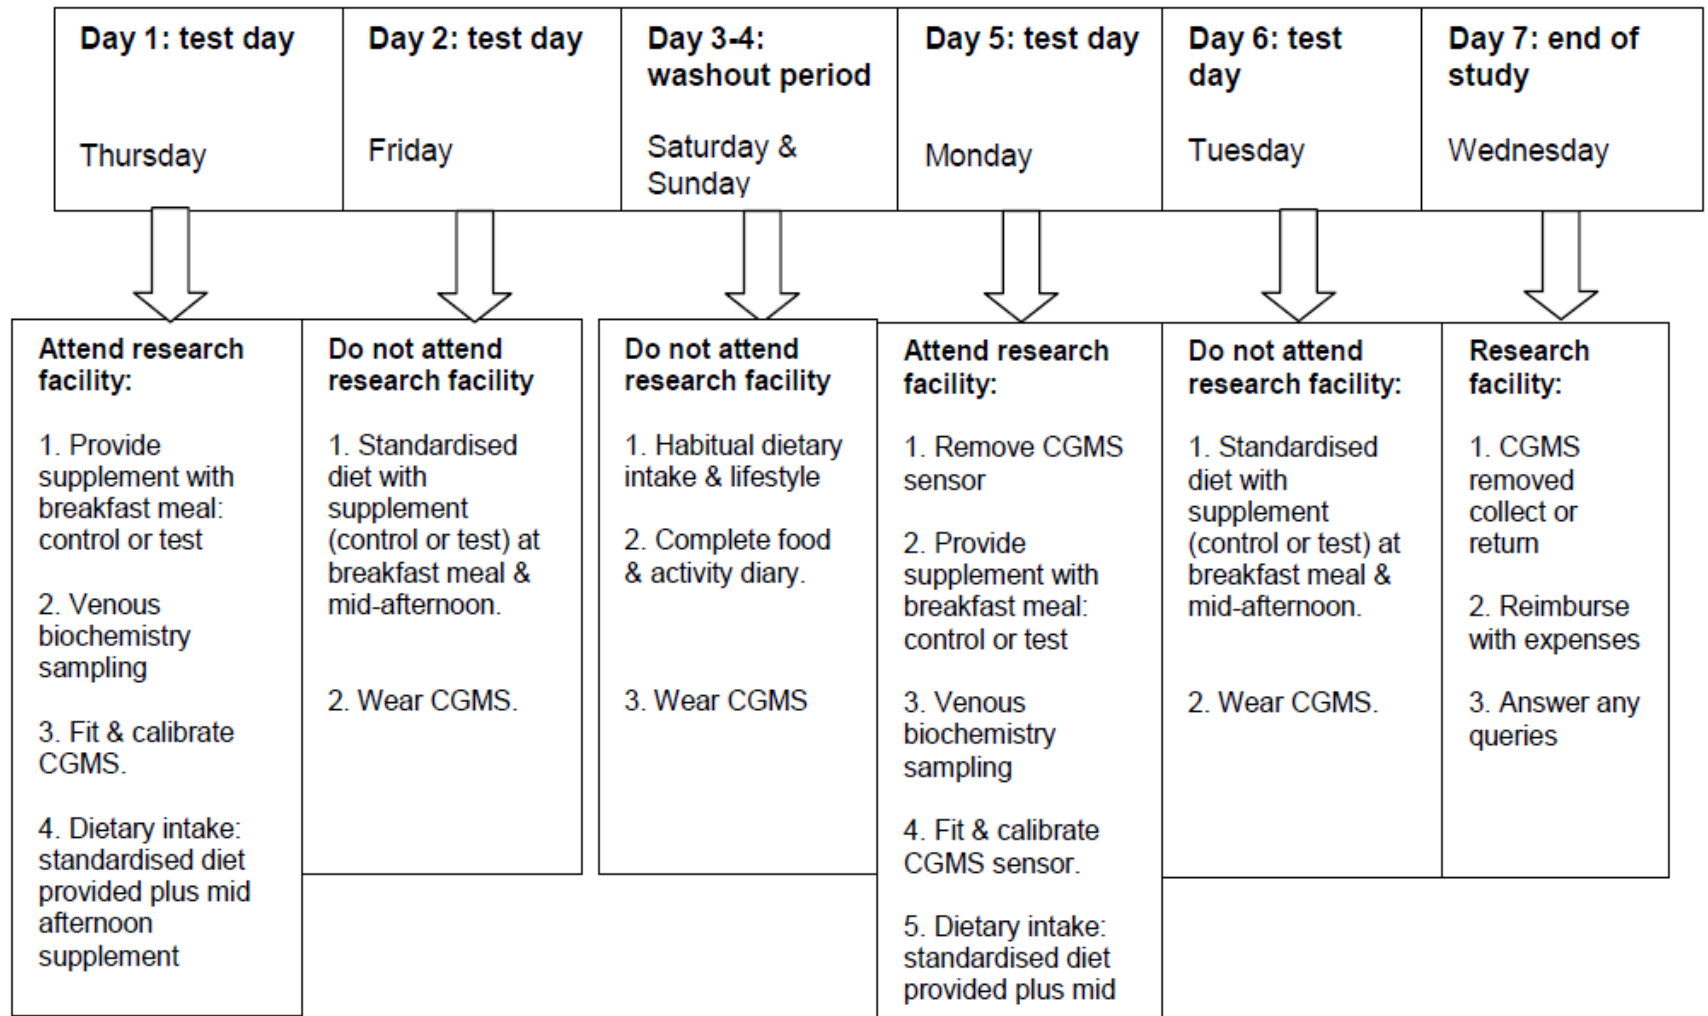 Day 1: test day
Thursday
Day 2: test day
Friday
Day 3-4:
washout period
Saturday &
Sunday
Day 5: test day
Monday
Day 6: test
day
Tuesday
Day 7: end of
study
Wednesday
Attend research
facility:
1. Provide
supplement with
breakfast meal:
control or test
2. Venous
biochemistry
sampling
3. Fit & calibrate
CGMS.
4. Dietary intake:
standardised diet
provided plus mid
afternoon
supplement
Do not attend
research facility
1. Standardised
diet with
supplement
(control or test) at
breakfast meal &
mid-afternoon.
2. Wear CGMS.
Do not attend
research facility
1. Habitual dietary
intake & lifestyle
2. Complete food
& activity diary.
3. Wear CGMS
Attend research
facility:
1. Remove CGMS
sensor
2. Provide
supplement with
breakfast meal:
control or test
3. Venous
biochemistry
sampling
4. Fit & calibrate
CGMS sensor.
5. Dietary intake:
standardised diet
provided plus mid
Do not attend
research facility:
1. Standardised
diet with
supplement
(control or test) at
breakfast meal &
mid-afternoon.
2. Wear CGMS.
Research
facility:
1. CGMS
removed
collect or
return
2. Reimburse
with expenses
3. Answer any
queries